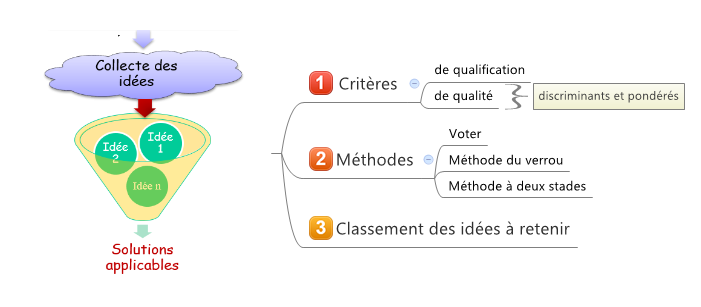 Collecte des
idées
Idée
1
Idée
2
Idée n
Solutions
applicables
1 Critères
de qualification
de qualité
discriminants et pondérés
2 Méthodes
Voter
Méthode du verrou
Méthode à deux stades
3 Classement des idées à retenir